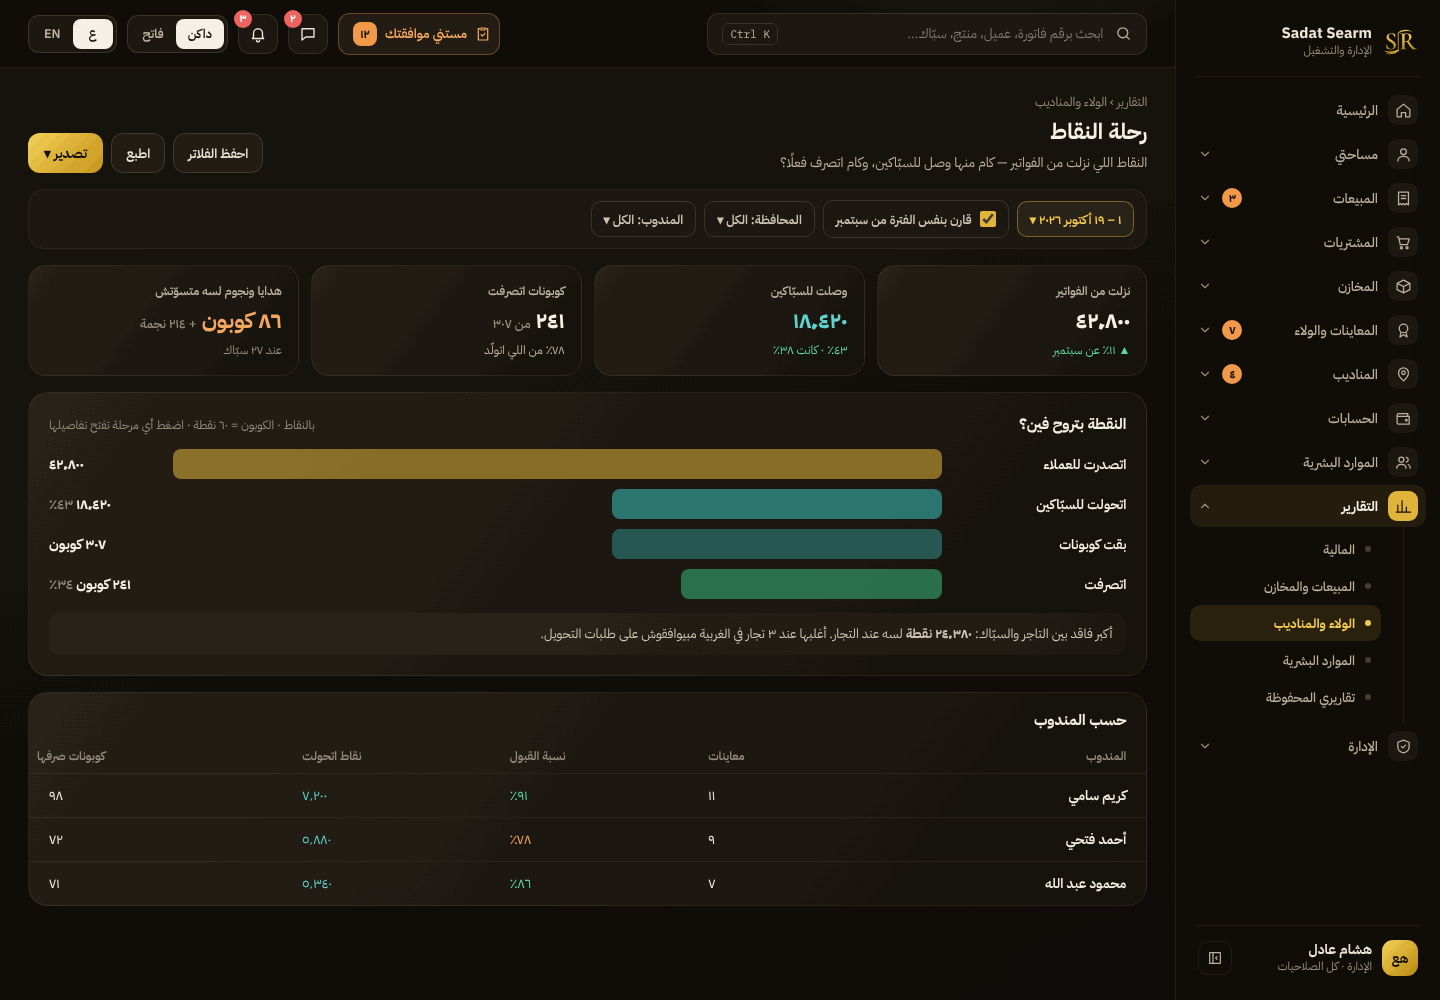 Sadat Searm
الإدارة والتشغيل
الرئيسية
مساحتي
المبيعات ٣
المشتريات
المخازن
المعاينات والولاء ٧
المناديب ٤
الحسابات
الموارد البشرية
التقارير
المالية
المبيعات والمخازن
الولاء والمناديب
الموارد البشرية
تقاريري المحفوظة
الإدارة
هع
هشام عادل
الإدارة · كل الصلاحيات
ابحث برقم فاتورة، عميل، منتج، سبّاك... Ctrl K
مستني موافقتك ١٢
٢
٣
داكن فاتح
ع EN
التقارير › الولاء والمناديب
رحلة النقاط
النقاط اللي نزلت من الفواتير — كام منها وصل للسبّاكين، وكام اتصرف فعلًا؟
احفظ الفلاتر
اطبع
تصدير ▾
١ – ١٩ أكتوبر ٢٠٢٦ ▾
قارن بنفس الفترة من سبتمبر
المحافظة: الكل ▾
المندوب: الكل ▾
نزلت من الفواتير
٤٢,٨٠٠
▲ ١١٪ عن سبتمبر
وصلت للسبّاكين
١٨,٤٢٠
٤٣٪ · كانت ٣٨٪
كوبونات اتصرفت
٢٤١ من ٣٠٧
٧٨٪ من اللي اتولّد
هدايا ونجوم لسه متسوّتش
٨٦ كوبون + ٢١٤ نجمة
عند ٢٧ سبّاك
النقطة بتروح فين؟
بالنقاط · الكوبون = ٦٠ نقطة · اضغط أي مرحلة تفتح تفاصيلها
اتصدرت للعملاء ٤٢,٨٠٠
اتحولت للسبّاكين ١٨,٤٢٠ ٤٣٪
بقت كوبونات ٣٠٧ كوبون
اتصرفت ٢٤١ كوبون ٣٤٪
أكبر فاقد بين التاجر والسبّاك: ٢٤,٣٨٠ نقطة لسه عند التجار. أغلبها عند ٣ تجار في الغربية مبيوافقوش على طلبات التحويل.
حسب المندوب
المندوب معاينات نسبة القبول نقاط اتحولت كوبونات صرفها
كريم سامي ١١ ٩١٪ ٧,٢٠٠ ٩٨
أحمد فتحي ٩ ٧٨٪ ٥,٨٨٠ ٧٢
محمود عبد الله ٧ ٨٦٪ ٥,٣٤٠ ٧١